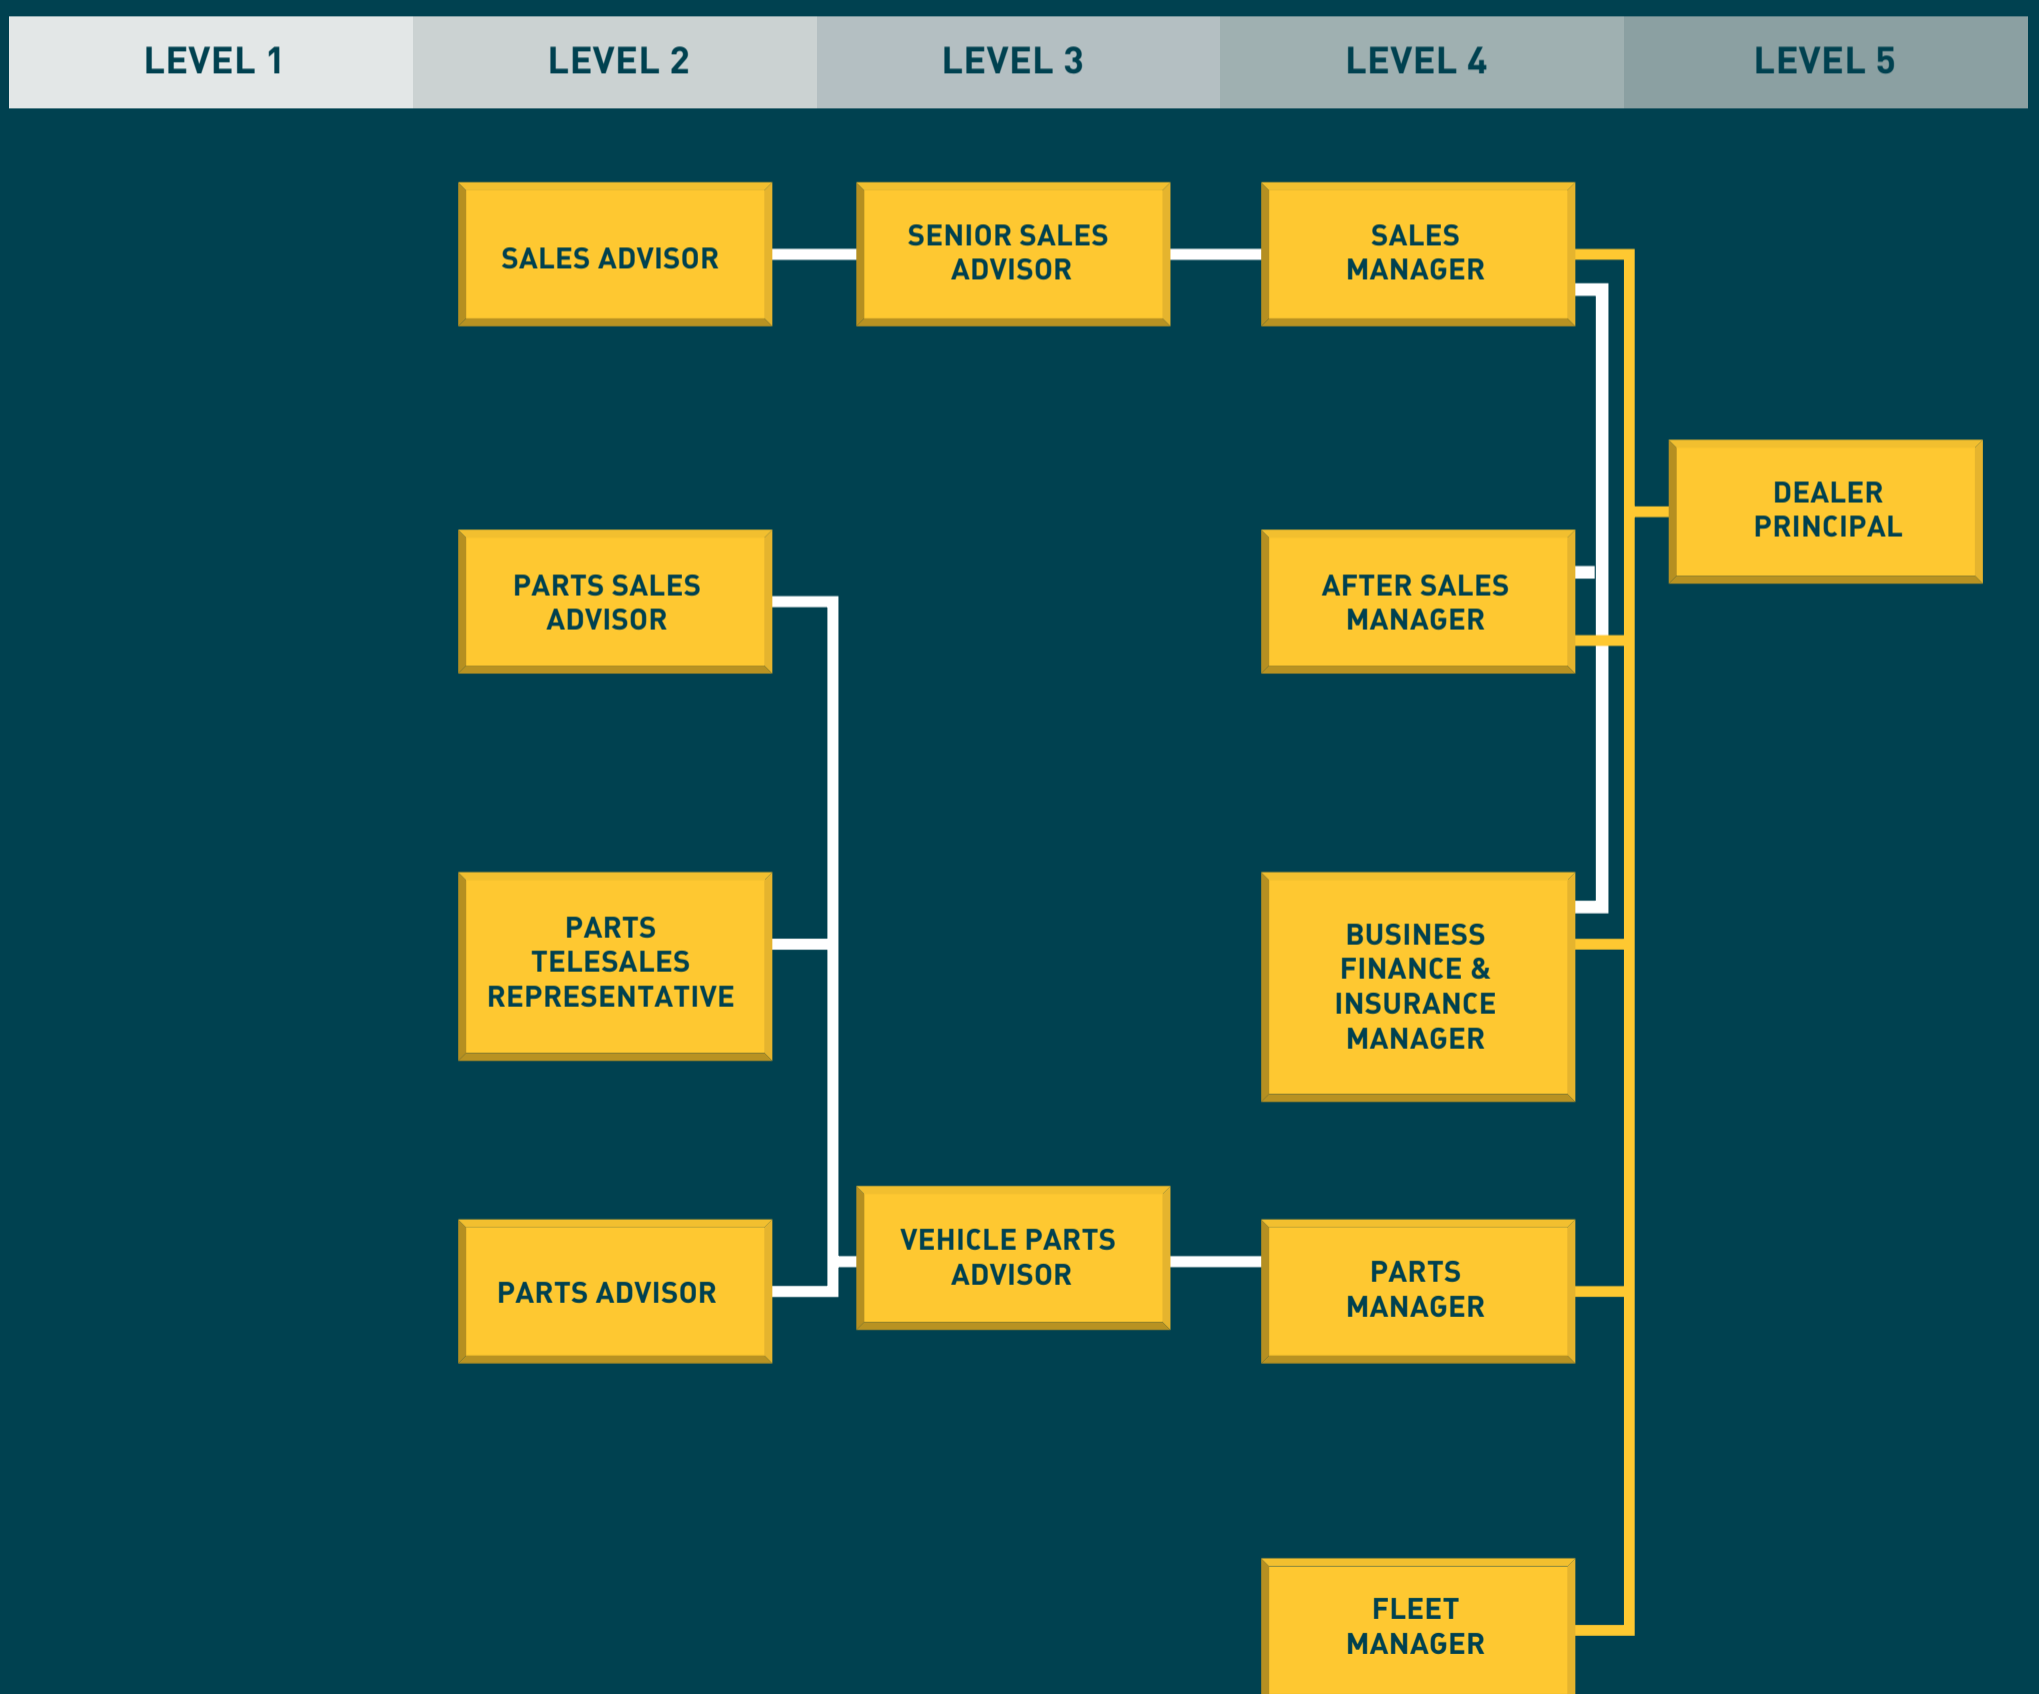 LEVEL 1
LEVEL 2
LEVEL 3
LEVEL 4
LEVEL 5
SALES ADVISOR
SENIOR SALES
ADVISOR
SALES
MANAGER
DEALER
PRINCIPAL
PARTS SALES
ADVISOR
AFTER SALES
MANAGER
PARTS
TELESALES
REPRESENTATIVE
BUSINESS
FINANCE &
INSURANCE
MANAGER
PARTS ADVISOR
VEHICLE PARTS
ADVISOR
PARTS
MANAGER
FLEET
MANAGER